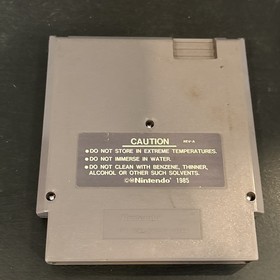 CAUTION
• DO NOT STORE IN EXTREME TEMPERATURES.
• DO NOT IMMERSE IN WATER.
• DO NOT CLEAN WITH BENZENE, THINNER,
ALCOHOL OR OTHER SUCH SOLVENTS.
©®Nintendo® 1985